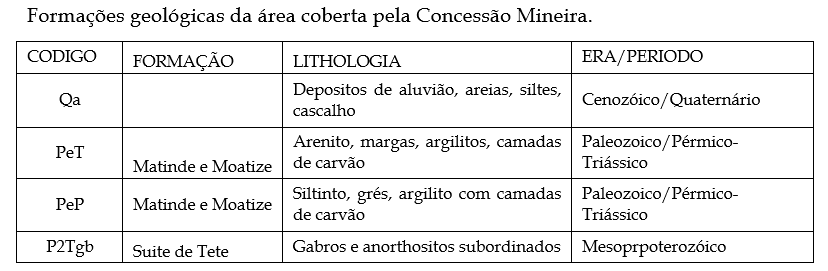 Formações geológicas da área coberta pela Concessão Mineira.
CODIGO FORMAÇÃO LITHOLOGIA ERA/PERIODO
Qa Depositos de aluvião, areias, siltes, cascalho Cenozóico/Quaternário
PeT Matinde e Moatize Arenito, margas, argilitos, camadas de carvão Paleozoico/Pérmico-Triássico
PeP Matinde e Moatize Siltinto, grés, argilito com camadas de carvão Paleozoico/Pérmico-Triássico
P2Tgb Suite de Tete Gabros e anorthositos subordinados Mesoprpoterozóico